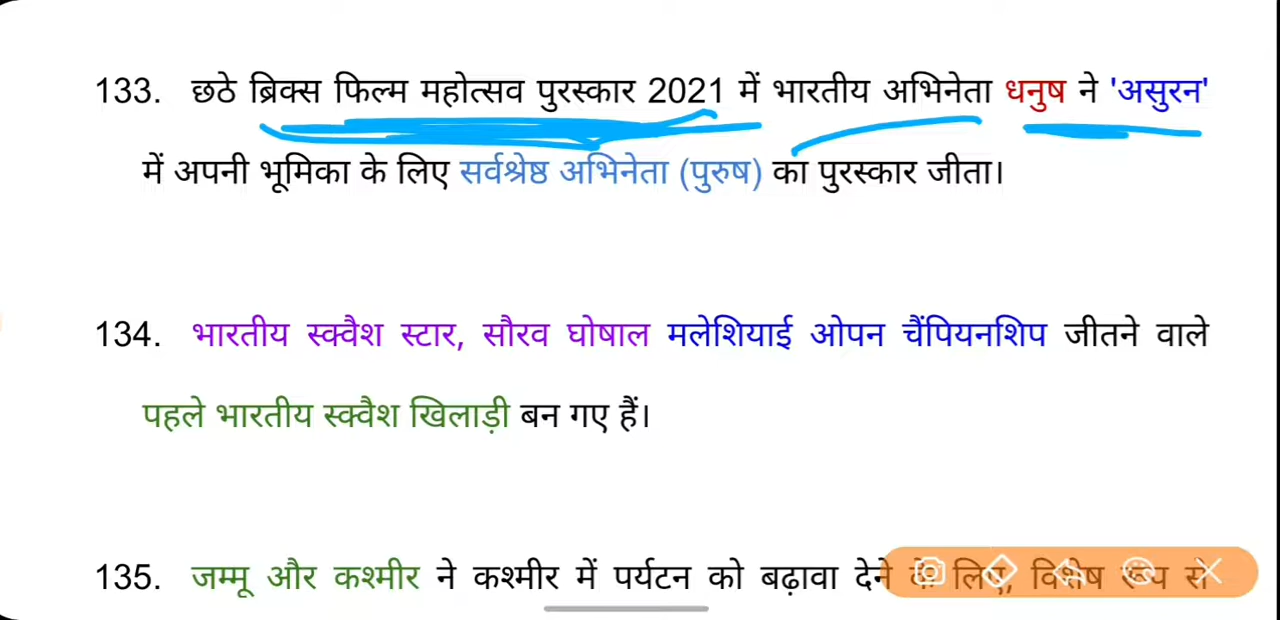 133. छठे ब्रिक्स फिल्म महोत्सव पुरस्कार 2021 में भारतीय अभिनेता धनुष ने 'असुरन'
में अपनी भूमिका के लिए सर्वश्रेष्ठ अभिनेता (पुरुष) का पुरस्कार जीता।
134. भारतीय स्क्वैश स्टार, सौरव घोषाल मलेशियाई ओपन चैंपियनशिप जीतने वाले
पहले भारतीय स्क्वैश खिलाड़ी बन गए हैं।
135. जम्मू और कश्मीर ने कश्मीर में पर्यटन को बढ़ावा देने के लिए, विशेष रूप से